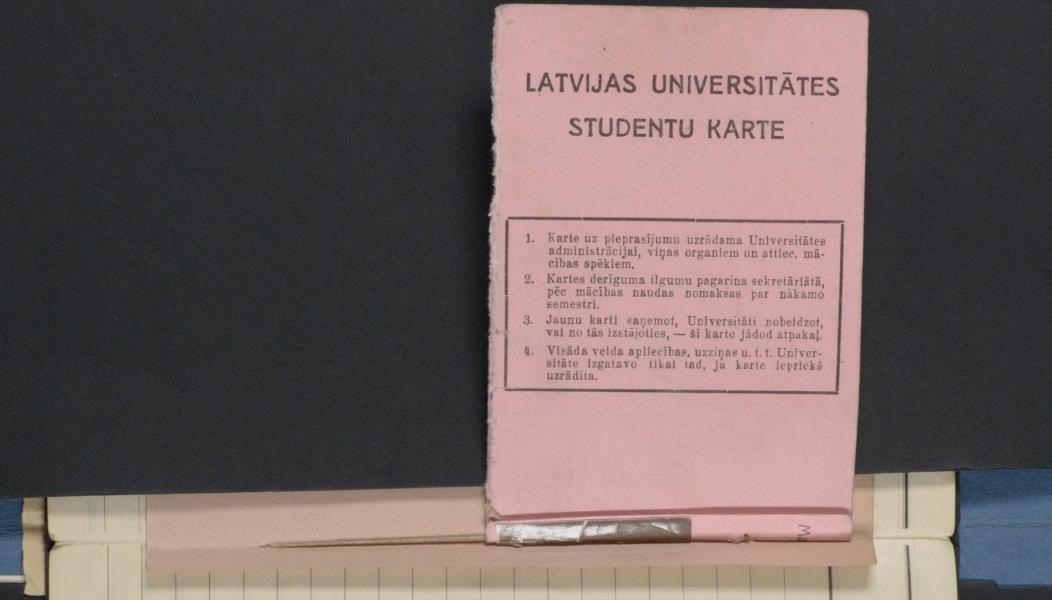 LATVIJAS UNIVERSITĀTES
STUDENTU KARTE
1. Karte uz pieprasījumu uzrādama Universitātes
administrācijai, viņas organiem un attiec. mā-
cības spēkiem.
2. Kartes derīguma ilgumu pagarina sekretāriātā,
pēc mācības naudas nomaksas par nākamo
semestri.
3. Jaunu karti saņemot, Universitāti nobeidzot,
vai no tās izstājoties, — šī karte jādod atpakaļ.
4. Visāda veida apliecības, uzziņas u. t. t. Univer-
sitāte izgatavo tikai tad, ja karte iepriekš
uzrādīta.